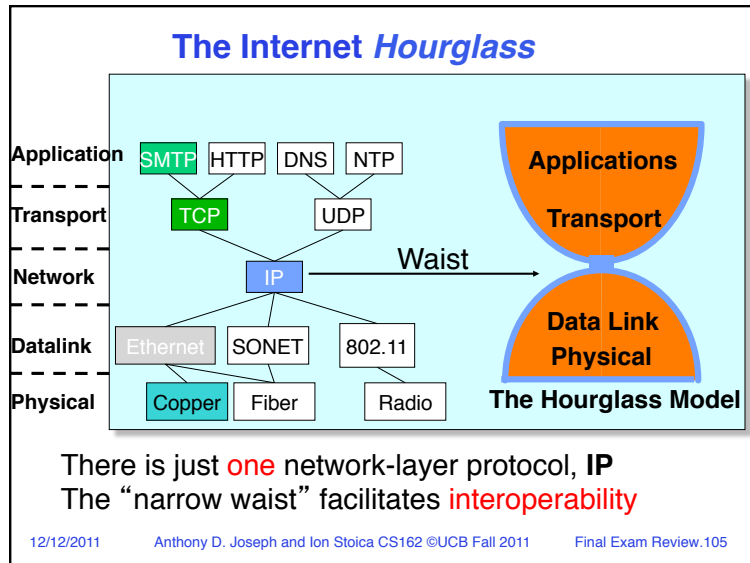 The Internet Hourglass
Application
SMTP HTTP DNS NTP
Applications
Transport
TCP UDP
Transport
Waist
Network
IP
Datalink
Ethernet SONET 802.11
Data Link
Physical
Physical
Copper Fiber Radio
The Hourglass Model
There is just one network-layer protocol, IP
The “narrow waist” facilitates interoperability
12/12/2011 Anthony D. Joseph and Ion Stoica CS162 ©UCB Fall 2011 Final Exam Review.105